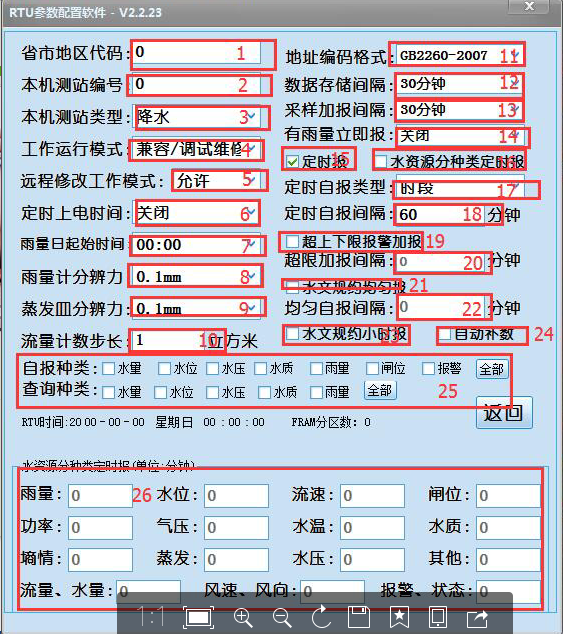 RTU参数配置软件 - V2.2.23
省市地区代码: 0 1
地址编码格式: GB2260-2007 11
本机测站编号: 0 2
数据存储间隔: 30分钟 12
本机测站类型: 降水 3
采样加报间隔: 30分钟 13
有雨量立即报: 关闭 14
工作运行模式: 兼容/调试维修 4
定时报 15 水资源分种类定时报
远程修改工作模式: 允许 5
定时自报类型: 时段 17
定时上电时间: 关闭 6
定时自报间隔: 60 18 分钟
雨量日起始时间: 00:00 7
超上下限报警加报 19
超限加报间隔: 0 20 分钟
雨量计分辨力: 0.1mm 8
水文规约均匀报 21
蒸发皿分辨力: 0.1mm 9
均匀自报间隔: 0 22 分钟
流量计数步长: 1 10 立方米
水文规约小时报 23 自动补数 24
自报种类: 水量 水位 水压 水质 雨量 闸位 报警 全部
查询种类: 水量 水位 水压 水质 雨量 全部 25
返回
RTU时间:2000-00-00 星期日 00:00:00 FRAM分区数: 0
水资源分种类定时报(单位:分钟)
雨量: 0 26 水位: 0 流速: 0 闸位: 0
功率: 0 气压: 0 水温: 0 水质: 0
墒情: 0 蒸发: 0 水压: 0 其他: 0
流量、水量: 0 风速、风向: 0 报警、状态: 0
1:1